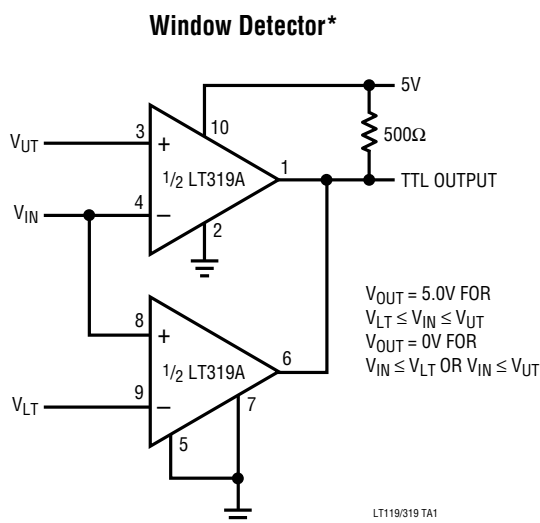 Window Detector*
5V
10
3
V_UT
+
500Ω
1/2 LT319A
1
TTL OUTPUT
4
V_IN
–
2
V_OUT = 5.0V FOR
V_LT ≤ V_IN ≤ V_UT
V_OUT = 0V FOR
V_IN ≤ V_LT OR V_IN ≤ V_UT
8
+
1/2 LT319A
6
9
V_LT
–
7
5
LT119/319 TA1